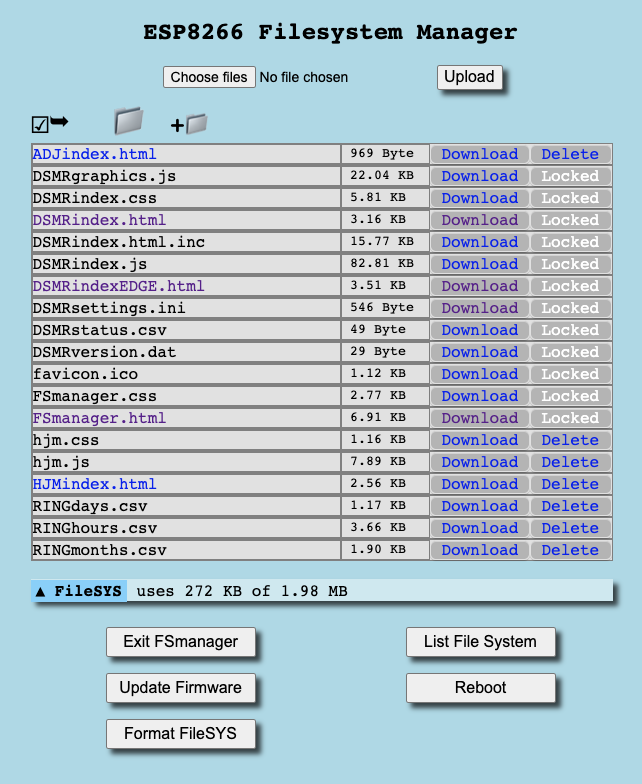 ESP8266 Filesystem Manager
Choose files No file chosen Upload
☑➥ +
ADJindex.html 969 Byte Download Delete
DSMRgraphics.js 22.04 KB Download Locked
DSMRindex.css 5.81 KB Download Locked
DSMRindex.html 3.16 KB Download Locked
DSMRindex.html.inc 15.77 KB Download Locked
DSMRindex.js 82.81 KB Download Locked
DSMRindexEDGE.html 3.51 KB Download Locked
DSMRsettings.ini 546 Byte Download Locked
DSMRstatus.csv 49 Byte Download Locked
DSMRversion.dat 29 Byte Download Locked
favicon.ico 1.12 KB Download Locked
FSmanager.css 2.77 KB Download Locked
FSmanager.html 6.91 KB Download Locked
hjm.css 1.16 KB Download Delete
hjm.js 7.89 KB Download Delete
HJMindex.html 2.56 KB Download Delete
RINGdays.csv 1.17 KB Download Delete
RINGhours.csv 3.66 KB Download Delete
RINGmonths.csv 1.90 KB Download Delete
▲ FileSYS uses 272 KB of 1.98 MB
Exit FSmanager List File System
Update Firmware Reboot
Format FileSYS